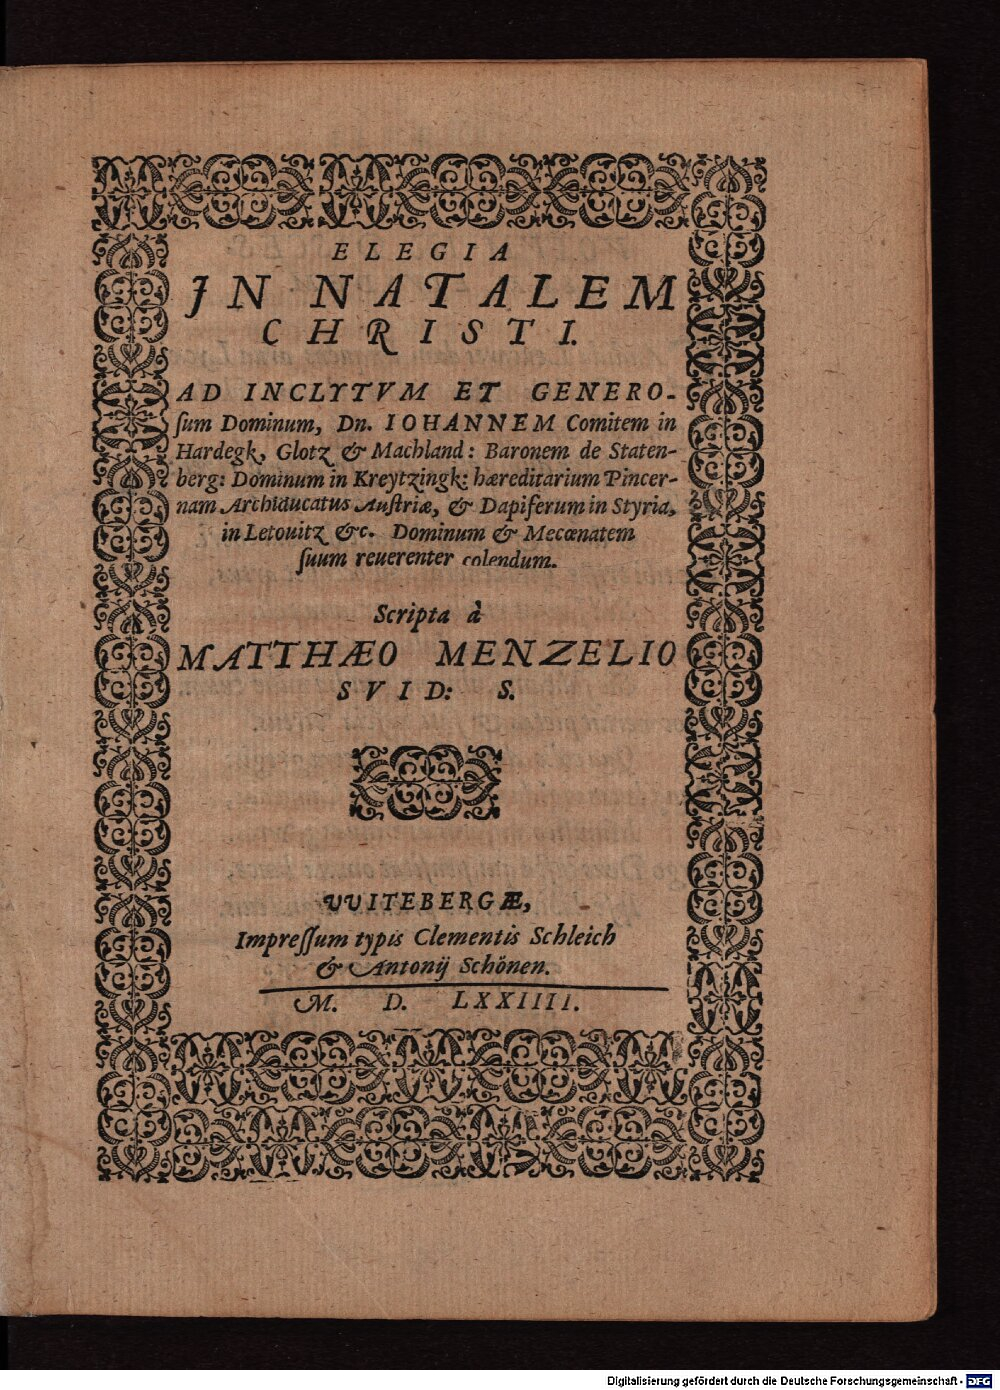 ELEGIA
JN NATALEM
CHRISTI.
AD INCLYTVM ET GENERO-
ſum Dominum, Dn. IOHANNEM Comitem in
Hardegk, Glotz & Machland: Baronem de Staten-
berg: Dominum in Kreytzingk: hæreditarium Pincer-
nam Archiducatus Auſtriæ, & Dapiferum in Styria,
in Letouitz &c. Dominum & Mecœnatem
ſuum reuerenter colendum.
Scripta à
MATTHÆO MENZELIO
SVID: S.
VVITEBERGÆ,
Impreſſum typis Clementis Schleich
& Antonij Schönen.
M. D. LXXIIII.
Digitalisierung gefördert durch die Deutsche Forschungsgemeinschaft - DFG